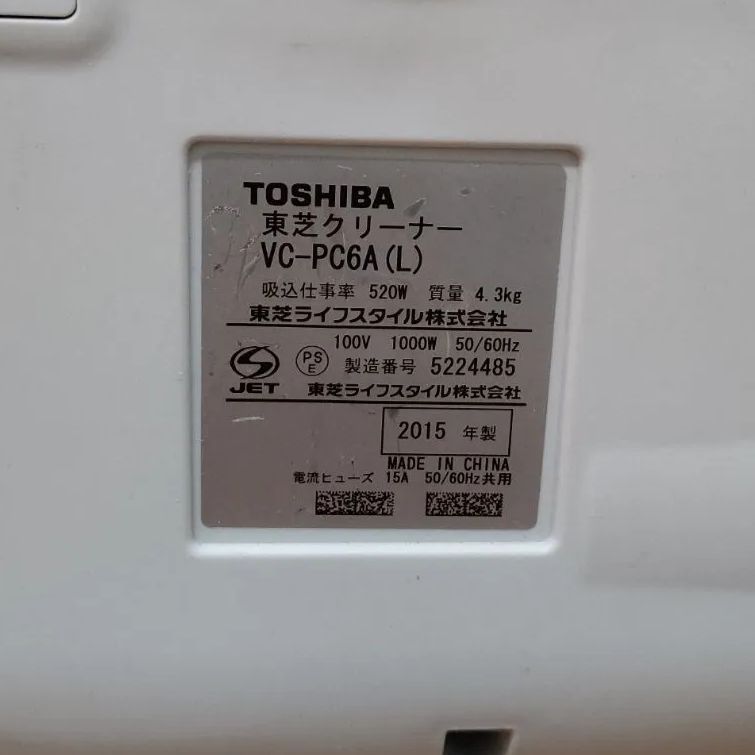 TOSHIBA
東芝クリーナー
VC-PC6A(L)
吸込仕事率 520W 質量 4.3kg
東芝ライフスタイル株式会社
100V 1000W 50/60Hz
PS
E
製造番号 5224485
JET
東芝ライフスタイル株式会社
2015 年製
MADE IN CHINA
電流ヒューズ 15A 50/60Hz共用